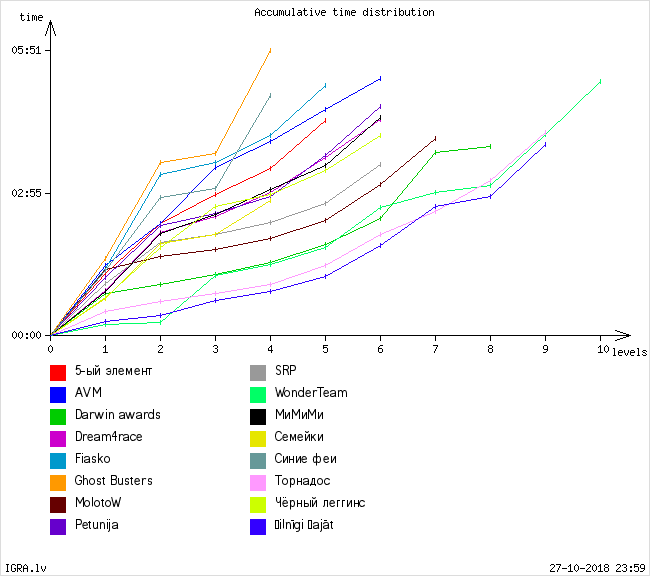 Accumulative time distribution
time
05:51
02:55
00:00
0 1 2 3 4 5 6 7 8 9 10
levels
5-ый элемент
AVM
Darwin awards
Dream4race
Fiasko
Ghost Busters
MolotoW
Petunija
SRP
WonderTeam
МиМиМи
Семейки
Синие феи
Торнадос
Чёрный леггинс
▯ilnīgi ▯ajāt
IGRA.lv
27-10-2018 23:59